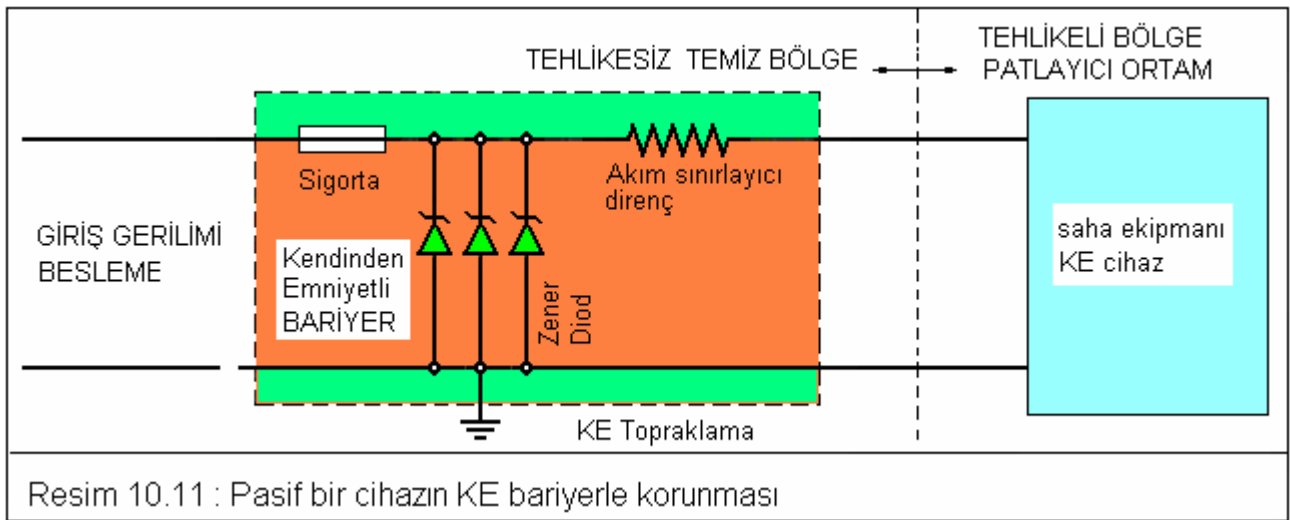 TEHLİKESİZ TEMİZ BÖLGE
TEHLİKELİ BÖLGE
PATLAYICI ORTAM
Sigorta
Akım sınırlayıcı
direnç
GİRİŞ GERİLIMİ
BESLEME
Kendinden
Emniyetli
BARİYER
Zener
Diod
saha ekipmanı
KE cihaz
KE Topraklama
Resim 10.11 : Pasif bir cihazın KE bariyerle korunması